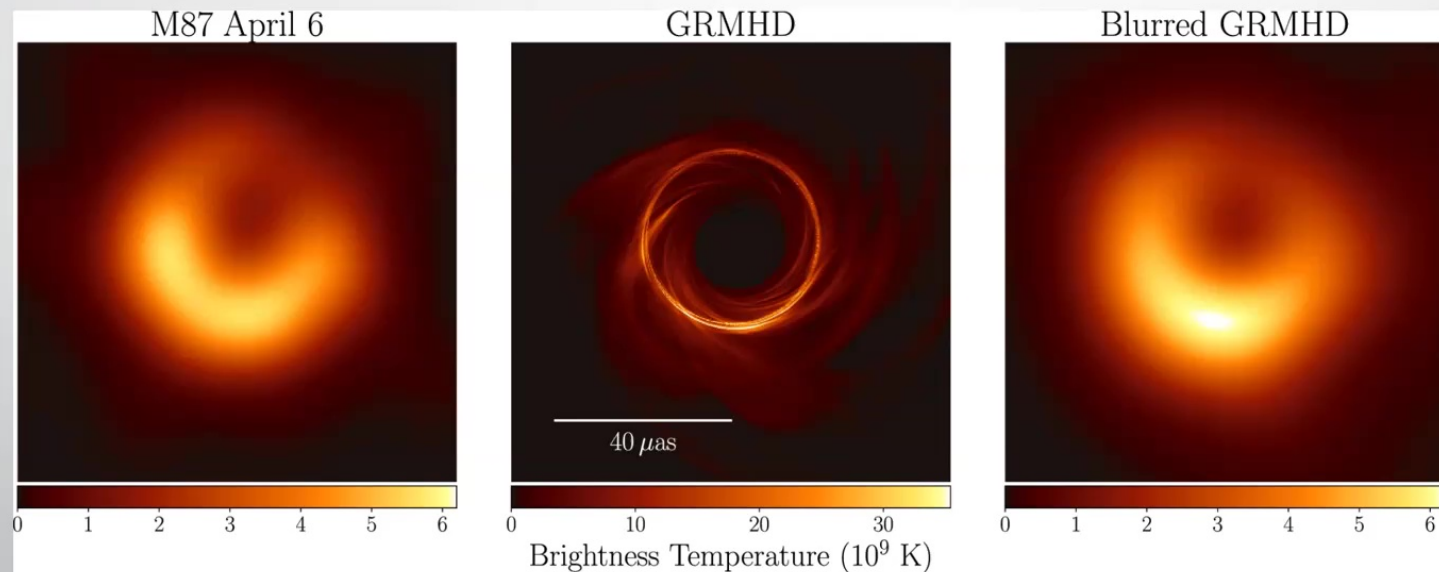 M87 April 6
GRMHD
Blurred GRMHD
40 μas
0 1 2 3 4 5 6
0 10 20 30
0 1 2 3 4 5 6
Brightness Temperature (10⁹ K)